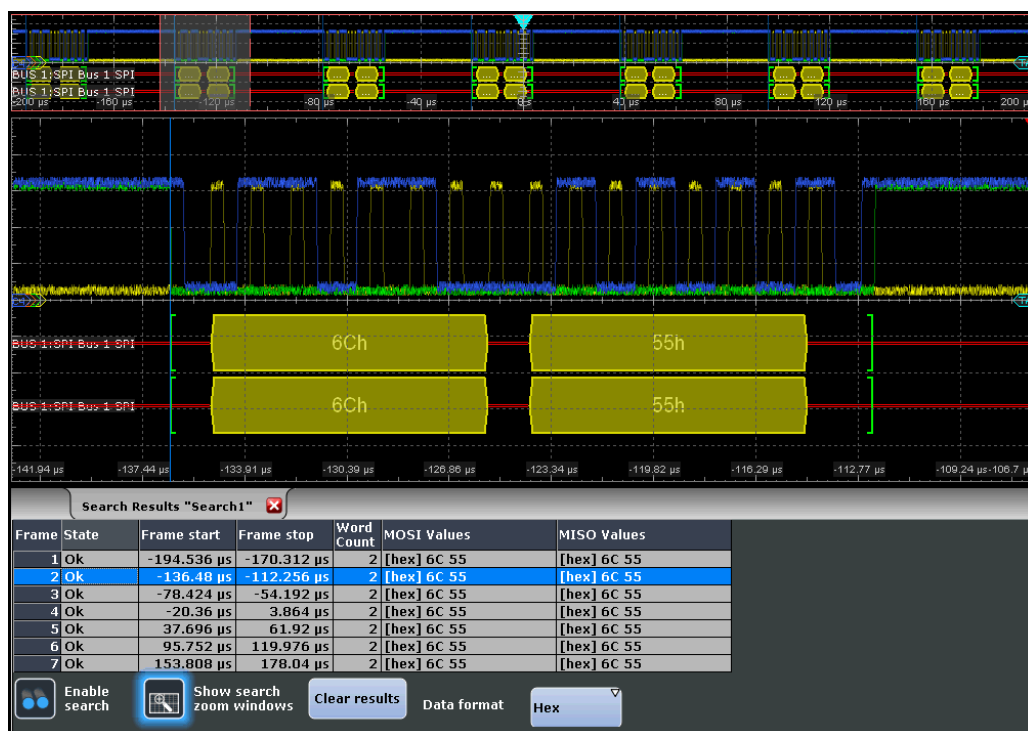 BUS 1:SPI Bus 1 SPI
BUS 1:SPI Bus 1 SPI
-200 µs -160 µs -120 µs -80 µs -40 µs 0 s 40 µs 80 µs 120 µs 160 µs 200 µ
BUS 1:SPI Bus 1 SPI 6Ch 55h
BUS 1:SPI Bus 1 SPI 6Ch 55h
-141.94 µs -137.44 µs -133.91 µs -130.39 µs -126.86 µs -123.34 µs -119.82 µs -116.29 µs -112.77 µs -109.24 µs -106.7 µ
Search Results "Search1"
Frame State Frame start Frame stop Word Count MOSI Values MISO Values
1 Ok -194.536 µs -170.312 µs 2 [hex] 6C 55 [hex] 6C 55
2 Ok -136.48 µs -112.256 µs 2 [hex] 6C 55 [hex] 6C 55
3 Ok -78.424 µs -54.192 µs 2 [hex] 6C 55 [hex] 6C 55
4 Ok -20.36 µs 3.864 µs 2 [hex] 6C 55 [hex] 6C 55
5 Ok 37.696 µs 61.92 µs 2 [hex] 6C 55 [hex] 6C 55
6 Ok 95.752 µs 119.976 µs 2 [hex] 6C 55 [hex] 6C 55
7 Ok 153.808 µs 178.04 µs 2 [hex] 6C 55 [hex] 6C 55
Enable search
Show search zoom windows
Clear results
Data format
Hex